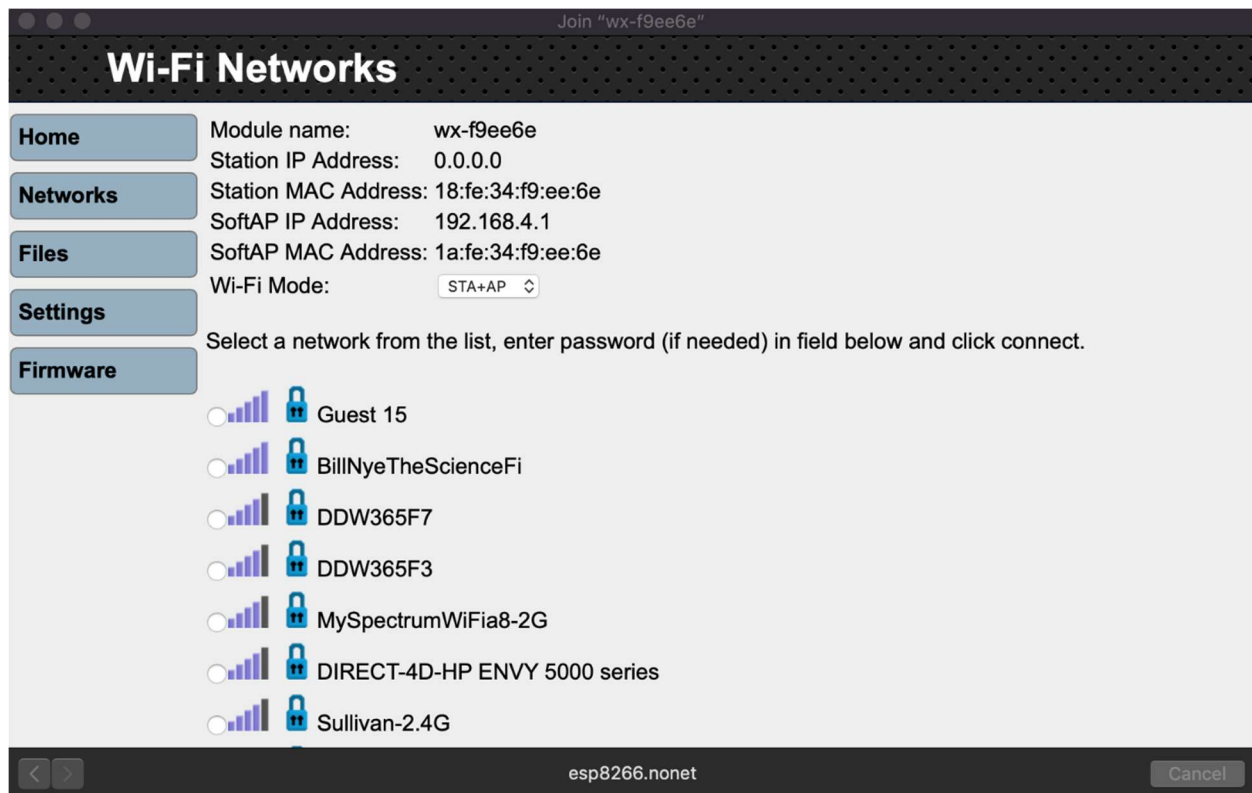 Join “wx-f9ee6e”
Wi-Fi Networks
Home
Networks
Files
Settings
Firmware
Module name: wx-f9ee6e
Station IP Address: 0.0.0.0
Station MAC Address: 18:fe:34:f9:ee:6e
SoftAP IP Address: 192.168.4.1
SoftAP MAC Address: 1a:fe:34:f9:ee:6e
Wi-Fi Mode: STA+AP
Select a network from the list, enter password (if needed) in field below and click connect.
Guest 15
BillNyeTheScienceFi
DDW365F7
DDW365F3
MySpectrumWiFia8-2G
DIRECT-4D-HP ENVY 5000 series
Sullivan-2.4G
esp8266.nonet
Cancel